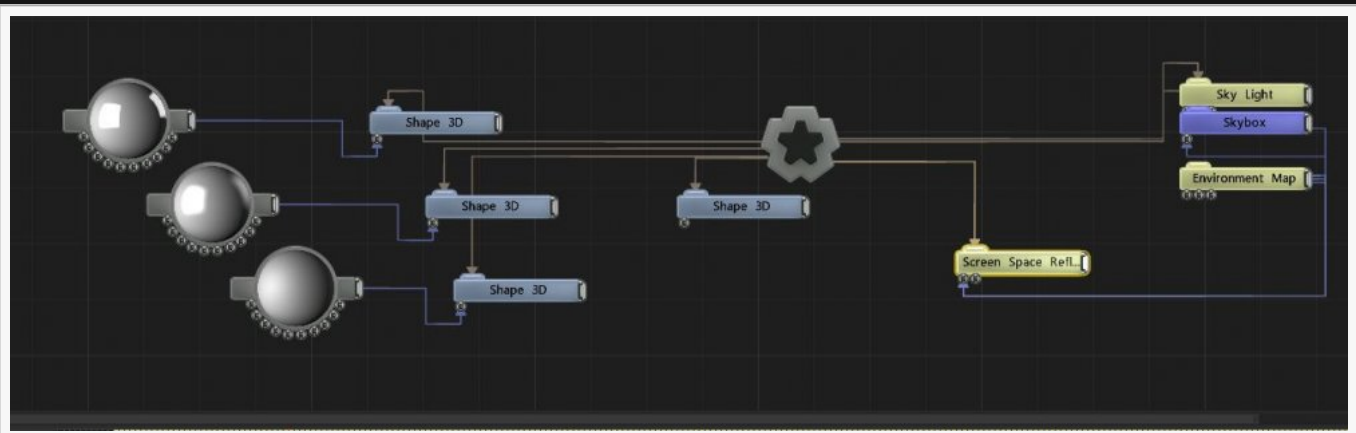 Sky Light
Shape 3D
Skybox
Environment Map
Shape 3D
Shape 3D
Screen Space Refl...
Shape 3D